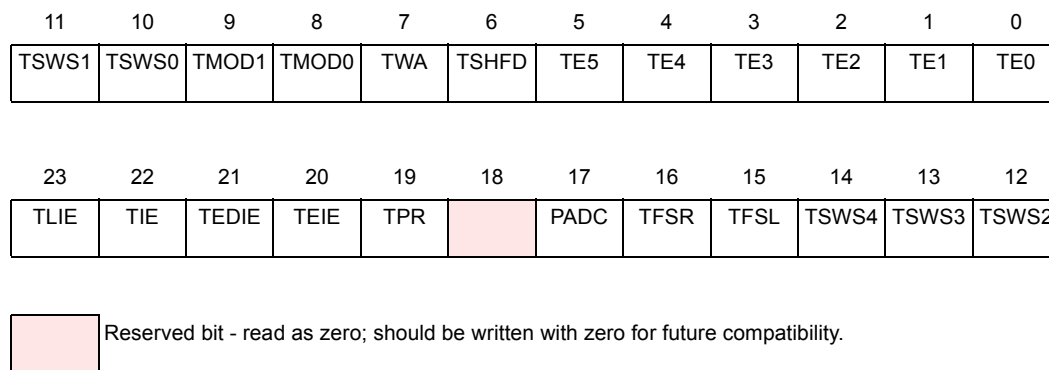 11 10 9 8 7 6 5 4 3 2 1 0
TSWS1 TSWS0 TMOD1 TMOD0 TWA TSHFD TE5 TE4 TE3 TE2 TE1 TE0
23 22 21 20 19 18 17 16 15 14 13 12
TLIE TIE TEDIE TEIE TPR PADC TFSR TFSL TSWS4 TSWS3 TSWS2
Reserved bit - read as zero; should be written with zero for future compatibility.